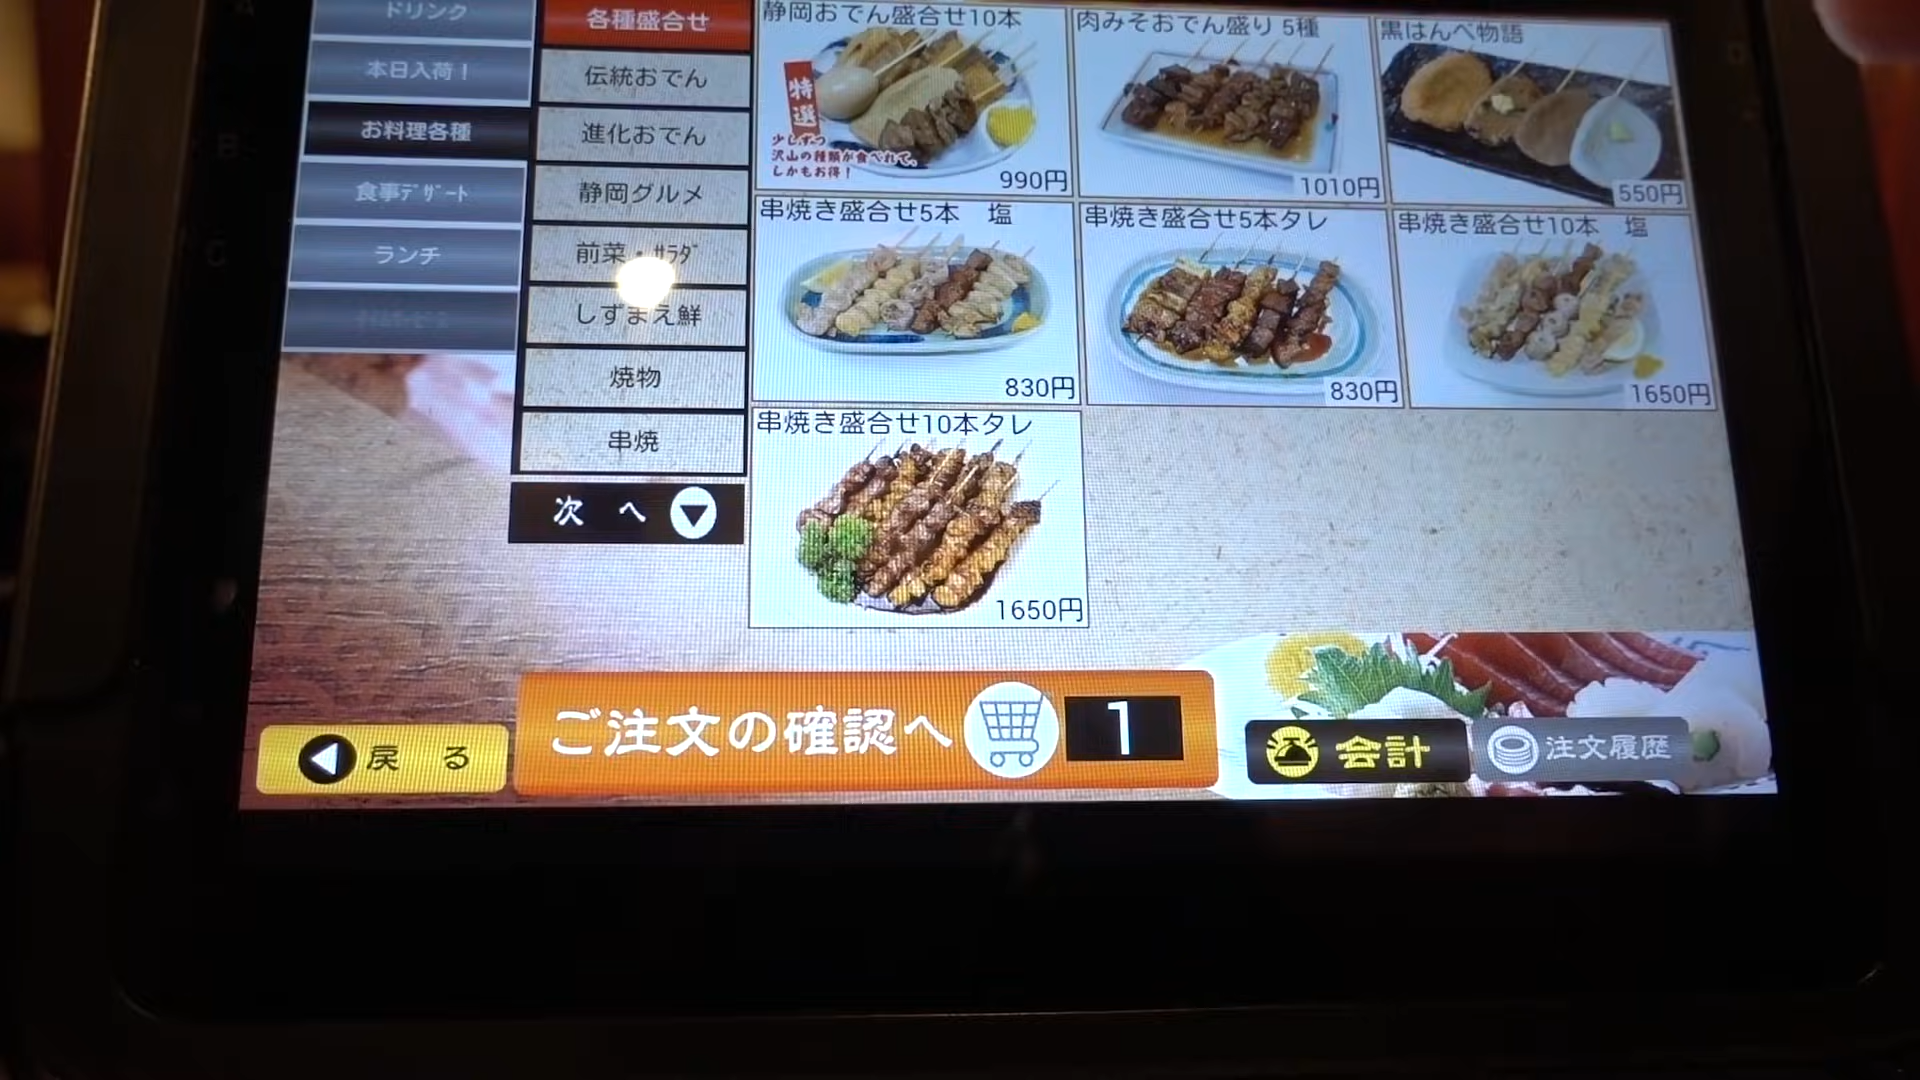 ドリンク
本日入荷！
お料理各種
食事ﾃﾞｻﾞｰﾄ
ランチ
各種盛合せ
伝統おでん
進化おでん
静岡グルメ
前菜・ｻﾗﾀﾞ
しずまえ鮮
焼物
串焼
次へ
静岡おでん盛合せ10本
特選
少しずつ
沢山の種類が食べれて、
しかもお得！
990円
肉みそおでん盛り 5種
1010円
黒はんぺ物語
550円
串焼き盛合せ5本 塩
830円
串焼き盛合せ5本タレ
830円
串焼き盛合せ10本 塩
1650円
串焼き盛合せ10本タレ
1650円
戻る
ご注文の確認へ
1
会計
注文履歴